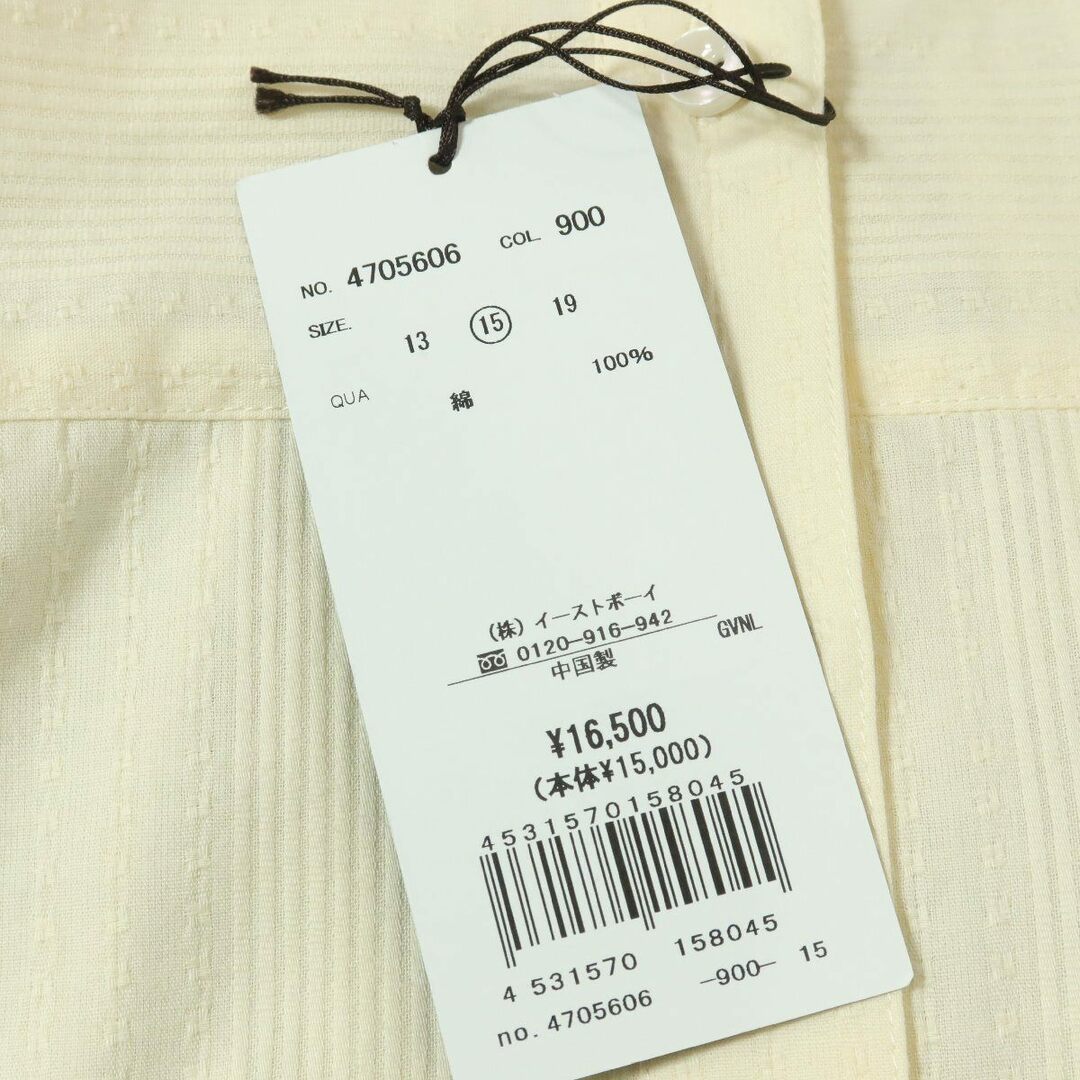 NO. 4705606 COL. 900
SIZE. 13 15 19
QUA 綿 100%
(株) イーストボーイ
0120-916-942 GVNL
中国製
¥16,500
(本体¥15,000)
4531570158045
4 531570 158045
no. 4705606 -900- 15